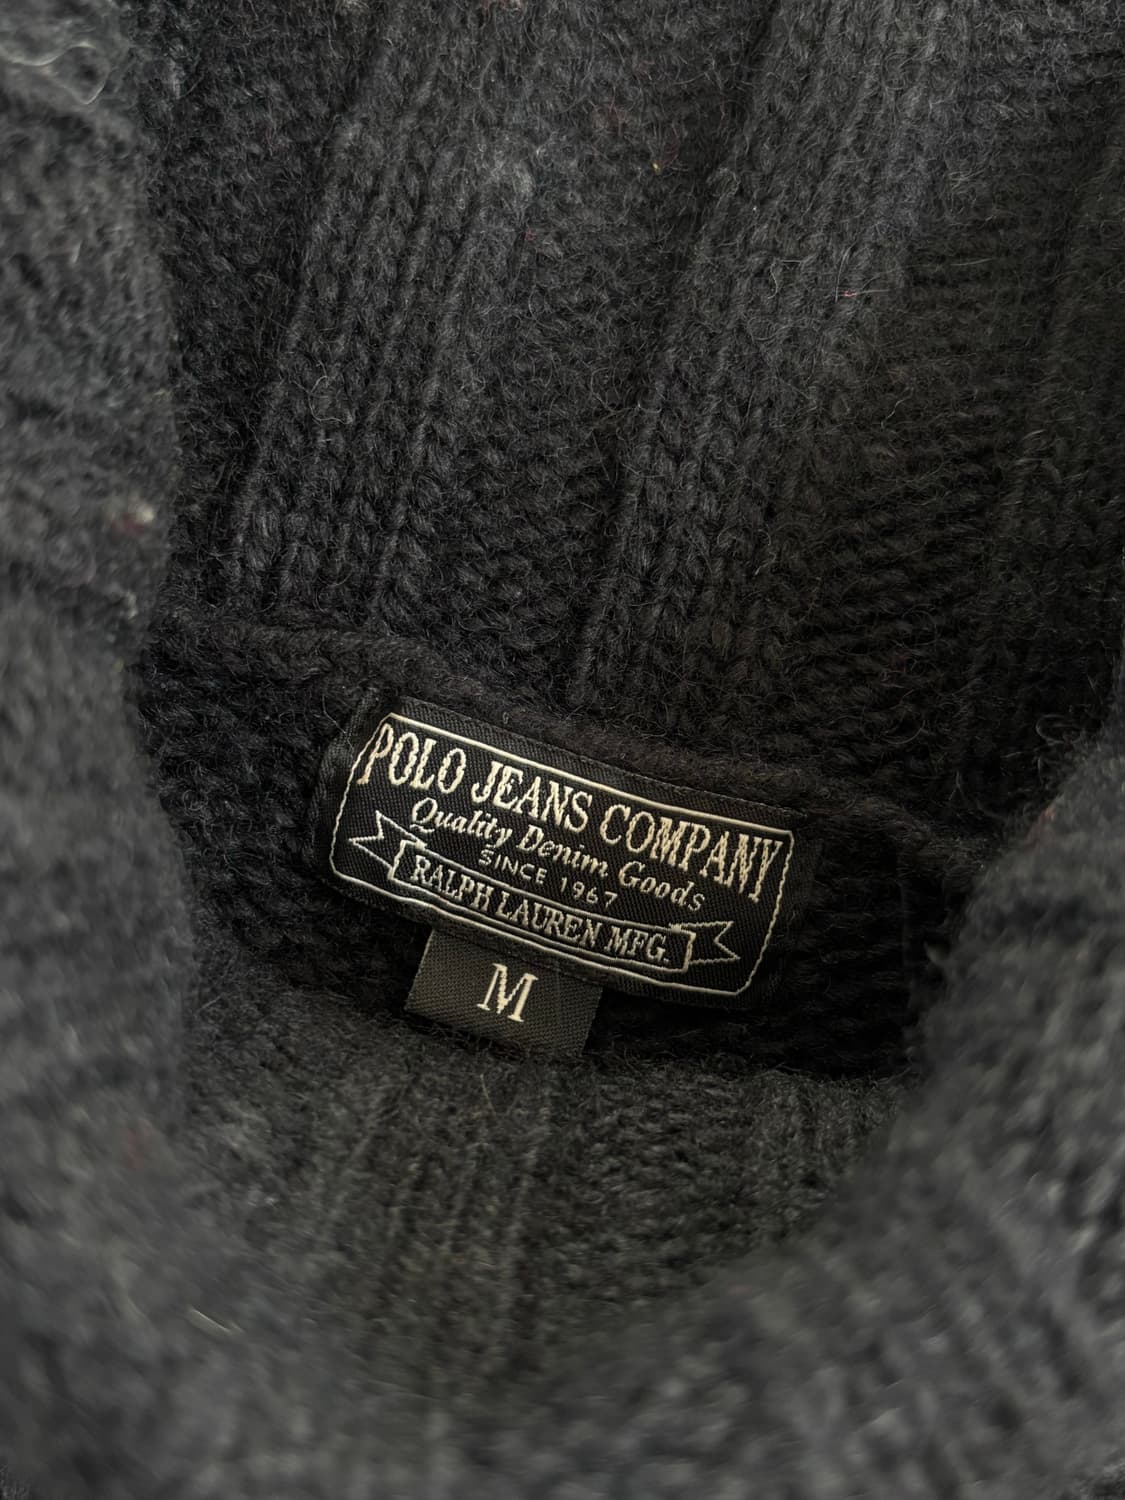 POLO JEANS COMPANY
Quality Denim Goods
SINCE 1967
RALPH LAUREN MFG.
M